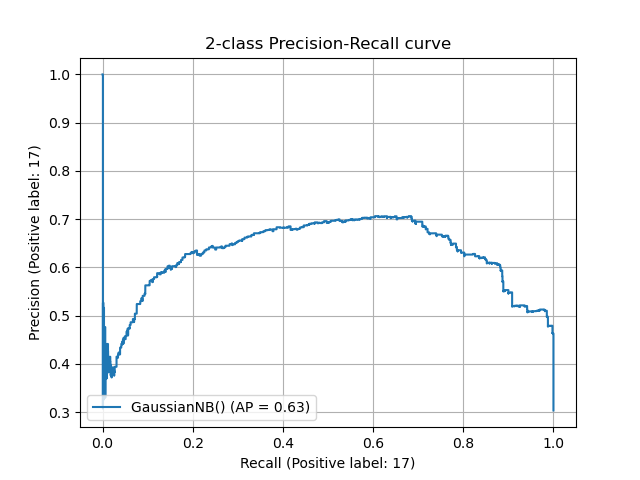 2-class Precision-Recall curve
Precision (Positive label: 17)
1.0
0.9
0.8
0.7
0.6
0.5
0.4
0.3
GaussianNB() (AP = 0.63)
0.0 0.2 0.4 0.6 0.8 1.0
Recall (Positive label: 17)